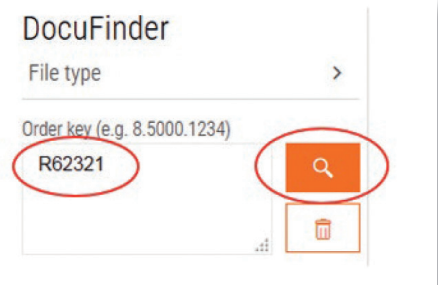 DocuFinder
File type
Order key (e.g. 8.5000.1234)
R62321